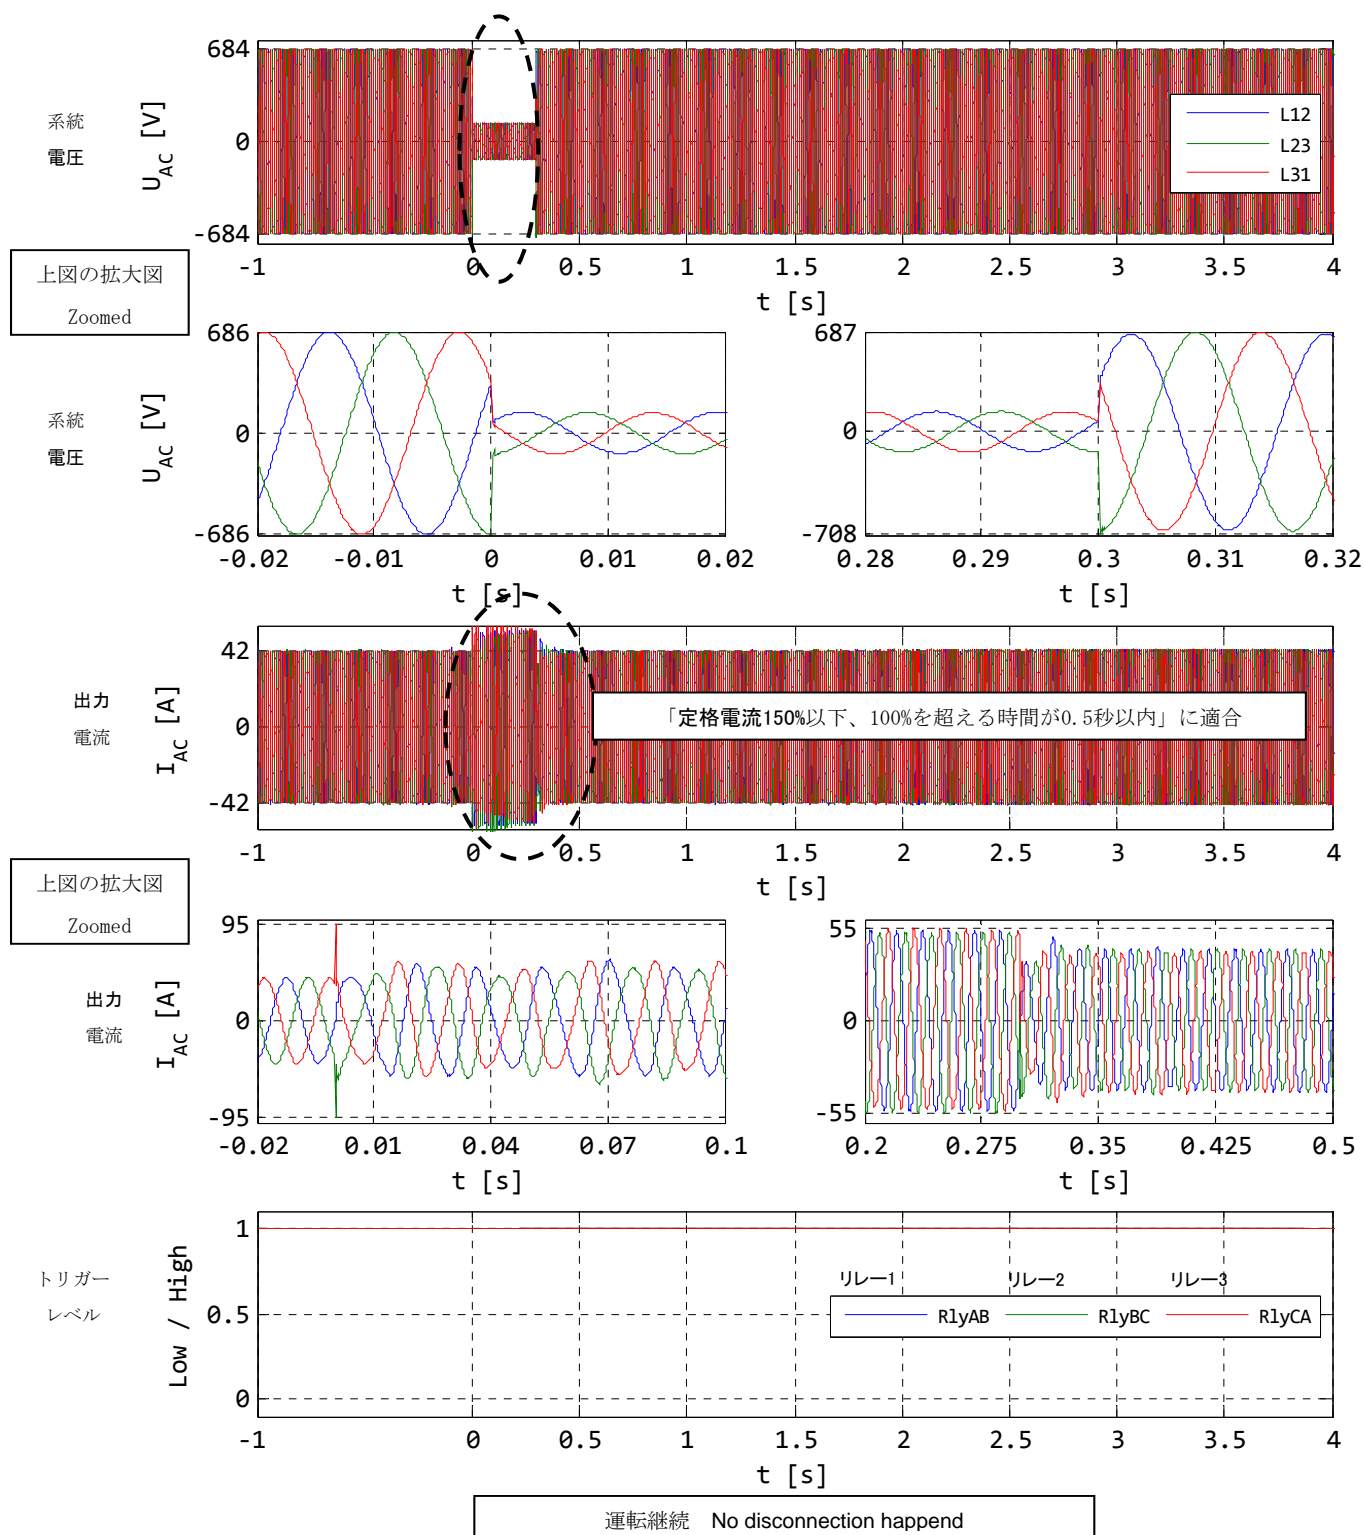 684
0
-684
系統
電圧
U_AC [V]
L12
L23
L31
-1 0 0.5 1 1.5 2 2.5 3 3.5 4
t [s]
上図の拡大図
Zoomed
686
0
-686
系統
電圧
U_AC [V]
-0.02 -0.01 0 0.01 0.02
t [s]
687
0
-708
0.28 0.29 0.3 0.31 0.32
t [s]
42
0
-42
出力
電流
I_AC [A]
「定格電流150%以下、100%を超える時間が0.5秒以内」に適合
-1 0 0.5 1 1.5 2 2.5 3 3.5 4
t [s]
上図の拡大図
Zoomed
95
0
-95
出力
電流
I_AC [A]
-0.02 0.01 0.04 0.07 0.1
t [s]
55
0
-55
0.2 0.275 0.35 0.425 0.5
t [s]
1
0.5
0
トリガー
レベル
Low / High
リレー1 リレー2 リレー3
RlyAB RlyBC RlyCA
-1 0 0.5 1 1.5 2 2.5 3 3.5 4
t [s]
運転継続 No disconnection happend